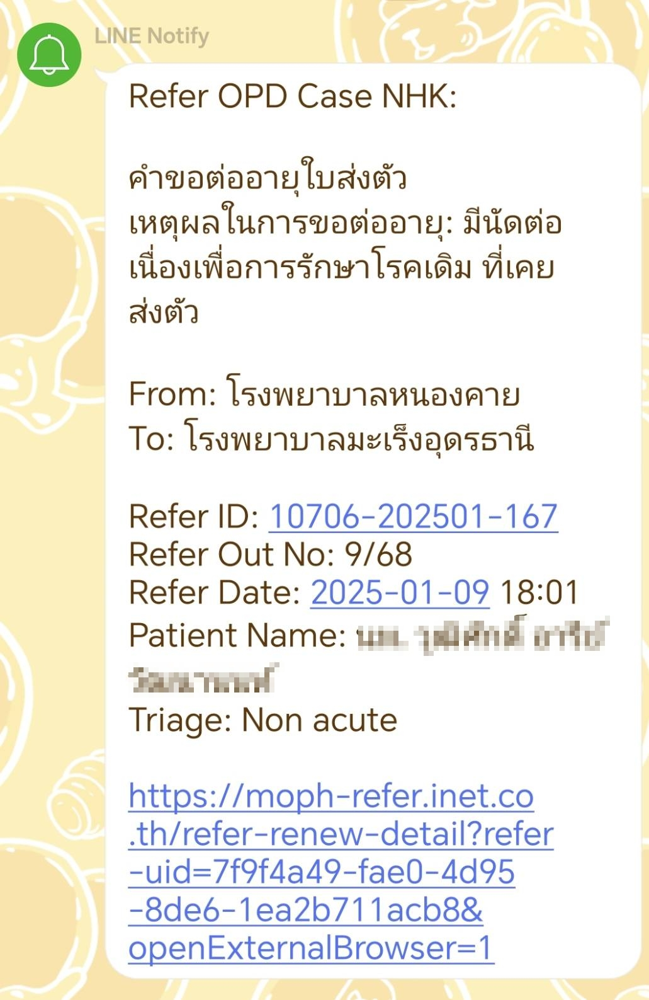 LINE Notify
Refer OPD Case NHK:
คำขอต่ออายุใบส่งตัว
เหตุผลในการขอต่ออายุ: มีนัดต่อ
เนื่องเพื่อการรักษาโรคเดิม ที่เคย
ส่งตัว
From: โรงพยาบาลหนองคาย
To: โรงพยาบาลมะเร็งอุดรธานี
Refer ID: 10706-202501-167
Refer Out No: 9/68
Refer Date: 2025-01-09 18:01
Patient Name:
Triage: Non acute
https://moph-refer.inet.co
.th/refer-renew-detail?refer
-uid=7f9f4a49-fae0-4d95
-8de6-1ea2b711acb8&
openExternalBrowser=1